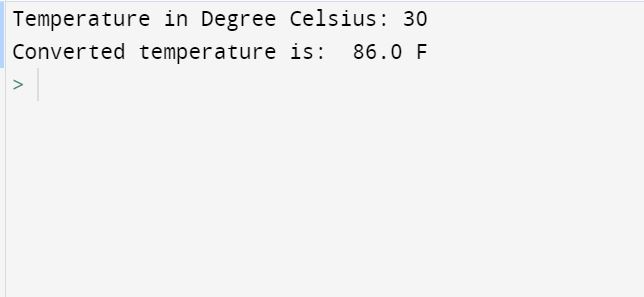 Temperature in Degree Celsius: 30
Converted temperature is:  86.0 F
>